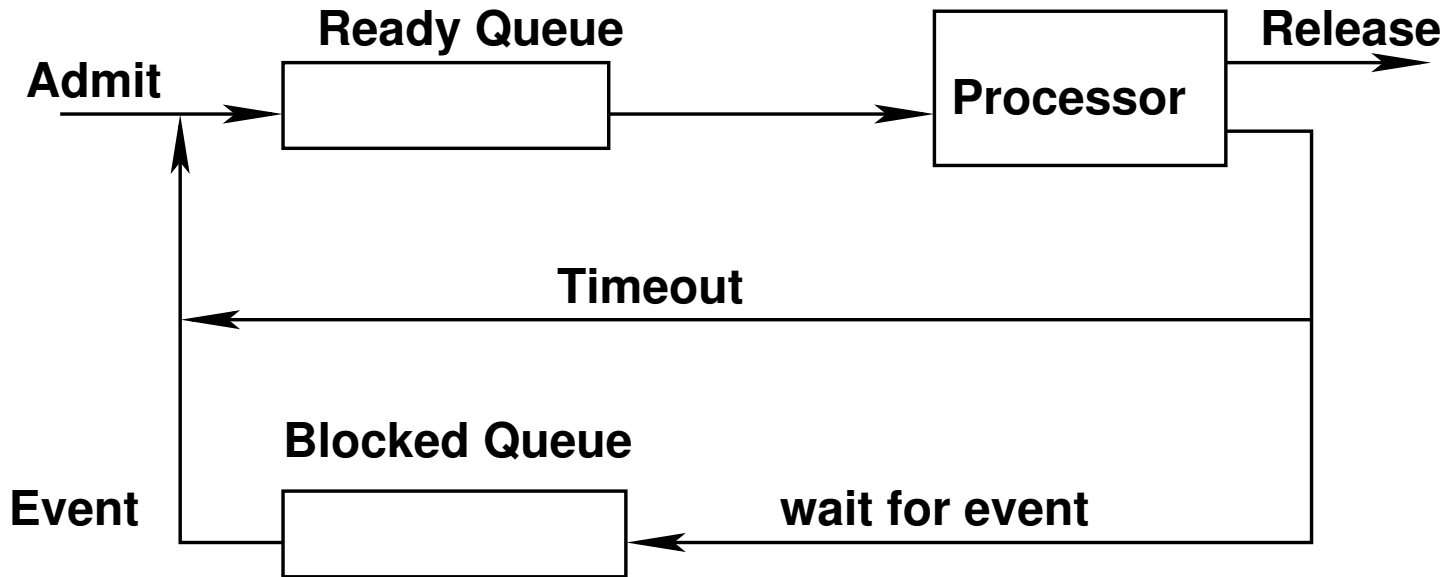 Ready Queue
Release
Admit
Processor
Timeout
Blocked Queue
Event
wait for event